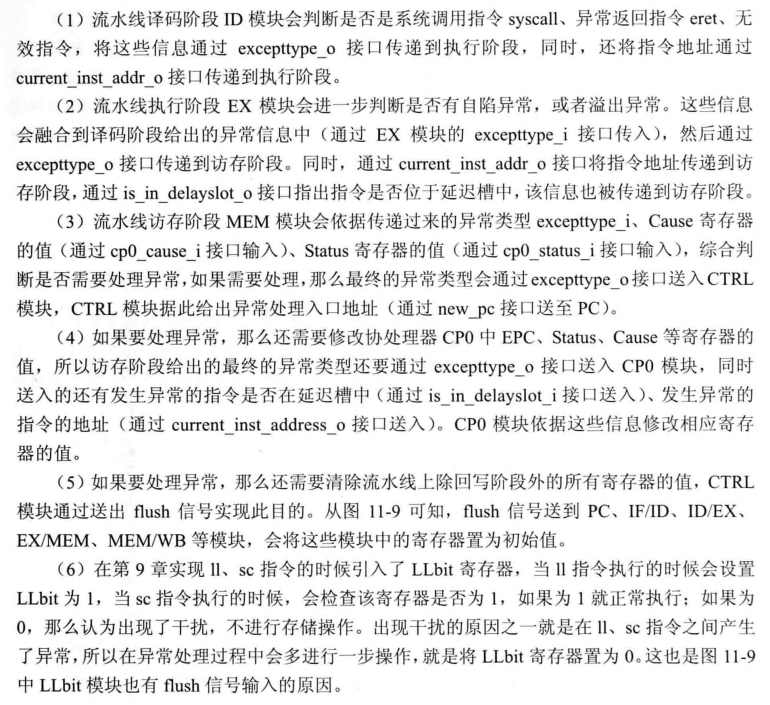 （1）流水线译码阶段 ID 模块会判断是否是系统调用指令 syscall、异常返回指令 eret、无
效指令，将这些信息通过 excepttype_o 接口传递到执行阶段，同时，还将指令地址通过
current_inst_addr_o 接口传递到执行阶段。
（2）流水线执行阶段 EX 模块会进一步判断是否有自陷异常，或者溢出异常。这些信息
会融合到译码阶段给出的异常信息中（通过 EX 模块的 excepttype_i 接口传入），然后通过
excepttype_o 接口传递到访存阶段。同时，通过 current_inst_addr_o 接口将指令地址传递到访
存阶段，通过 is_in_delayslot_o 接口指出指令是否位于延迟槽中，该信息也被传递到访存阶段。
（3）流水线访存阶段 MEM 模块会依据传递过来的异常类型 excepttype_i、Cause 寄存器
的值（通过 cp0_cause_i 接口输入）、Status 寄存器的值（通过 cp0_status_i 接口输入），综合判
断是否需要处理异常，如果需要处理，那么最终的异常类型会通过 excepttype_o 接口送入 CTRL
模块，CTRL 模块据此给出异常处理入口地址（通过 new_pc 接口送至 PC）。
（4）如果要处理异常，那么还需要修改协处理器 CP0 中 EPC、Status、Cause 等寄存器的
值，所以访存阶段给出的最终的异常类型还要通过 excepttype_o 接口送入 CP0 模块，同时
送入的还有发生异常的指令是否在延迟槽中（通过 is_in_delayslot_i 接口送入）、发生异常的
指令的地址（通过 current_inst_address_o 接口送入）。CP0 模块依据这些信息修改相应寄存
器的值。
（5）如果要处理异常，那么还需要清除流水线上除回写阶段外的所有寄存器的值，CTRL
模块通过送出 flush 信号实现此目的。从图 11-9 可知，flush 信号送到 PC、IF/ID、ID/EX、
EX/MEM、MEM/WB 等模块，会将这些模块中的寄存器置为初始值。
（6）在第 9 章实现 ll、sc 指令的时候引入了 LLbit 寄存器，当 ll 指令执行的时候会设置
LLbit 为 1，当 sc 指令执行的时候，会检查该寄存器是否为 1，如果为 1 就正常执行；如果为
0，那么认为出现了干扰，不进行存储操作。出现干扰的原因之一就是在 ll、sc 指令之间产生
了异常，所以在异常处理过程中会多进行一步操作，就是将 LLbit 寄存器置为 0。这也是图 11-9
中 LLbit 模块也有 flush 信号输入的原因。